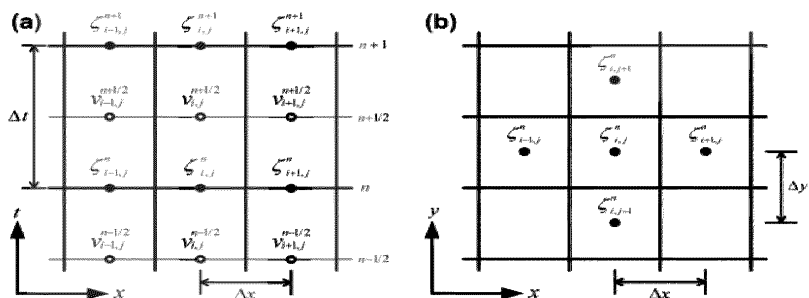 (a) ζ^{n+1}_{i-1,j} ζ^{n+1}_{i,j} ζ^{n+1}_{i+1,j} n+1
v^{n+1/2}_{i-1,j} v^{n+1/2}_{i,j} v^{n+1/2}_{i+1,j} n+1/2
Δt
ζ^{n}_{i-1,j} ζ^{n}_{i,j} ζ^{n}_{i+1,j} n
t
v^{n-1/2}_{i-1,j} v^{n-1/2}_{i,j} v^{n-1/2}_{i+1,j} n-1/2
x Δx
(b)
ζ^{n}_{i,j+1}
ζ^{n}_{i-1,j} ζ^{n}_{i,j} ζ^{n}_{i+1,j}
Δy
ζ^{n}_{i,j-1}
y
x Δx